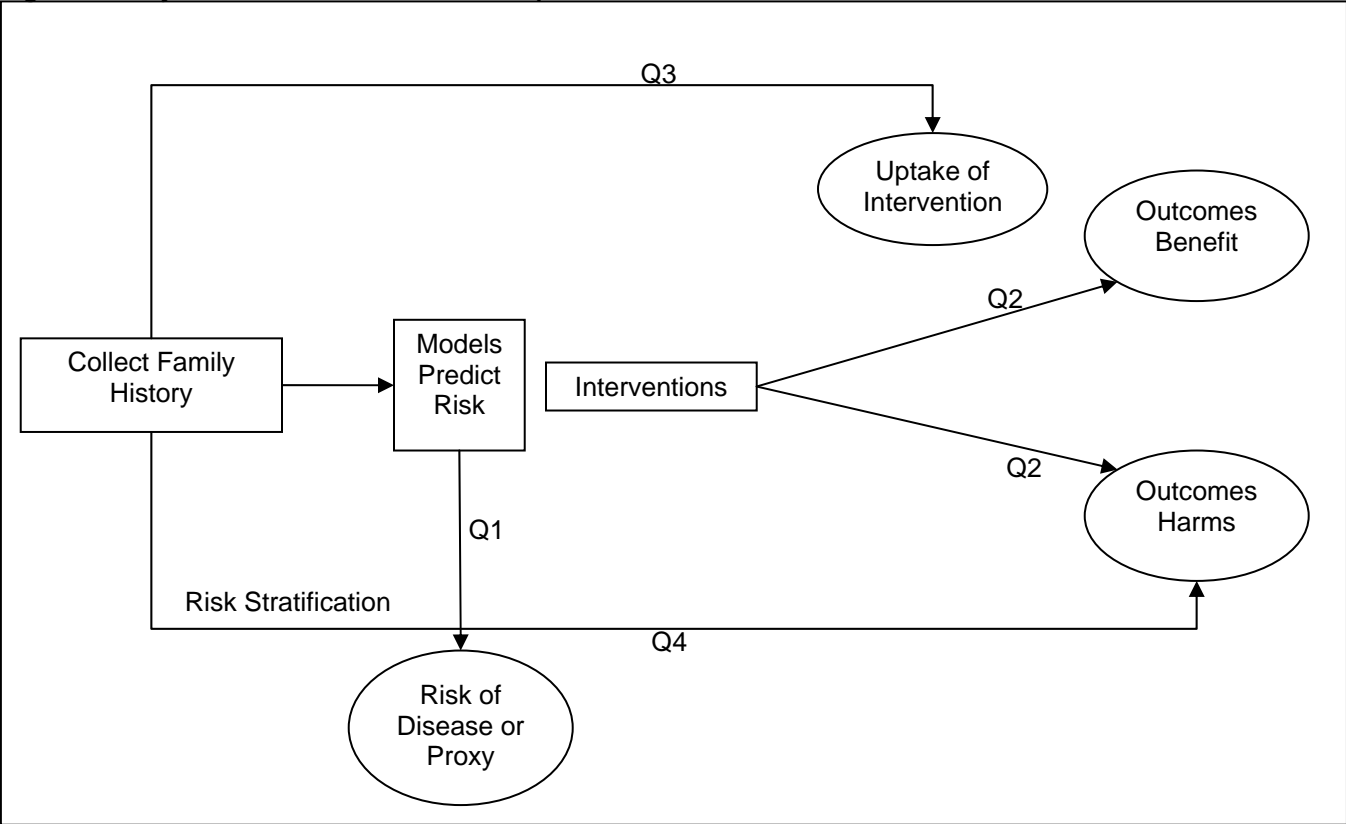 Q3
Uptake of
Intervention
Outcomes
Benefit
Q2
Collect Family
History
Models
Predict
Risk
Interventions
Q2
Outcomes
Harms
Q1
Risk Stratification
Q4
Risk of
Disease or
Proxy